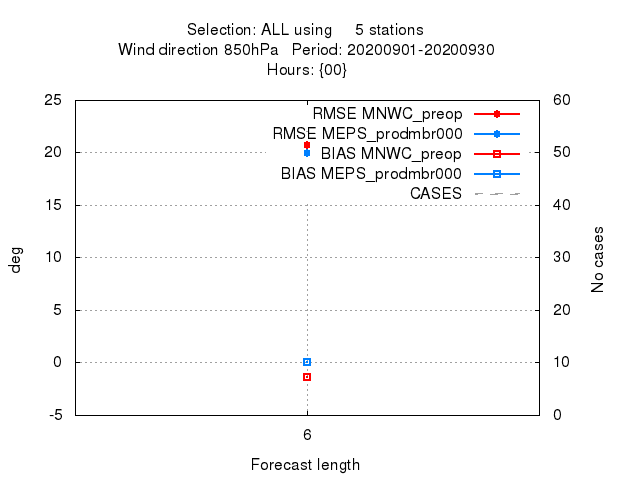 Selection: ALL using     5 stations
Wind direction 850hPa   Period: 20200901-20200930
Hours: {00}
25
20
15
10
5
0
-5
60
50
40
30
20
10
0
RMSE MNWC_preop
RMSE MEPS_prodmbr000
BIAS MNWC_preop
BIAS MEPS_prodmbr000
CASES
deg
No cases
6
Forecast length